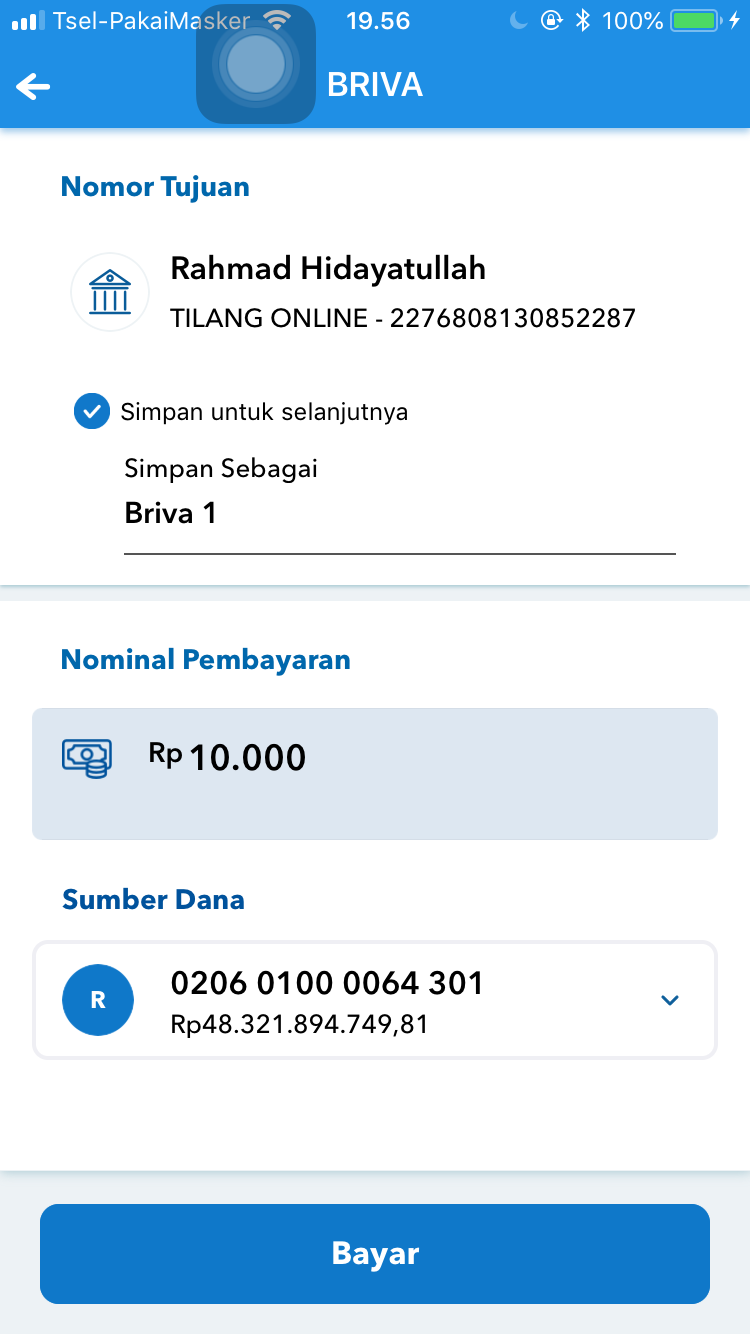 Tsel-PakaiMasker 19.56 100%
BRIVA
Nomor Tujuan
Rahmad Hidayatullah
TILANG ONLINE - 2276808130852287
Simpan untuk selanjutnya
Simpan Sebagai
Briva 1
Nominal Pembayaran
Rp 10.000
Sumber Dana
R
0206 0100 0064 301
Rp48.321.894.749,81
Bayar